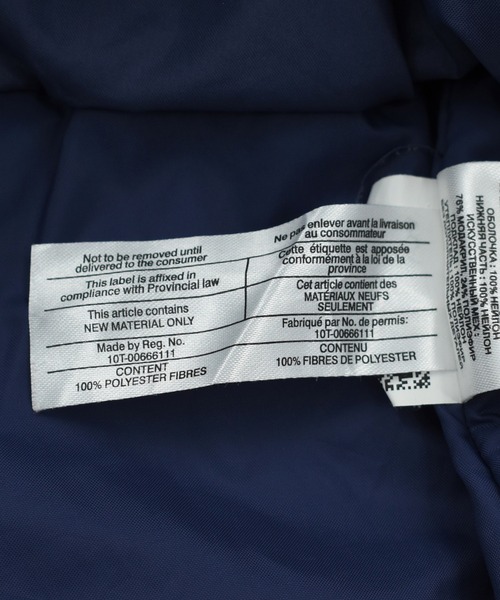 Not to be removed until
delivered to the consumer
This label is affixed in
compliance with Provincial law
This article contains
NEW MATERIAL ONLY
Made by Reg. No.
10T-00666111
CONTENT
100% POLYESTER FIBRES
Ne pas enlever avant la livraison
au consommateur
Cette étiquette est apposée
conformément à la loi de la
province
Cet article contient des
MATÉRIAUX NEUFS
SEULEMENT
Fabriqué par No. de permis:
10T-00666111
CONTENU
100% FIBRES DE POLYESTER
ОБОЛОЧКА : 100% НЕЙЛОН
НИЖНЯЯ ЧАСТЬ : 100% НЕЙЛОН
ИСКУССТВЕННЫЙ МЕХ :